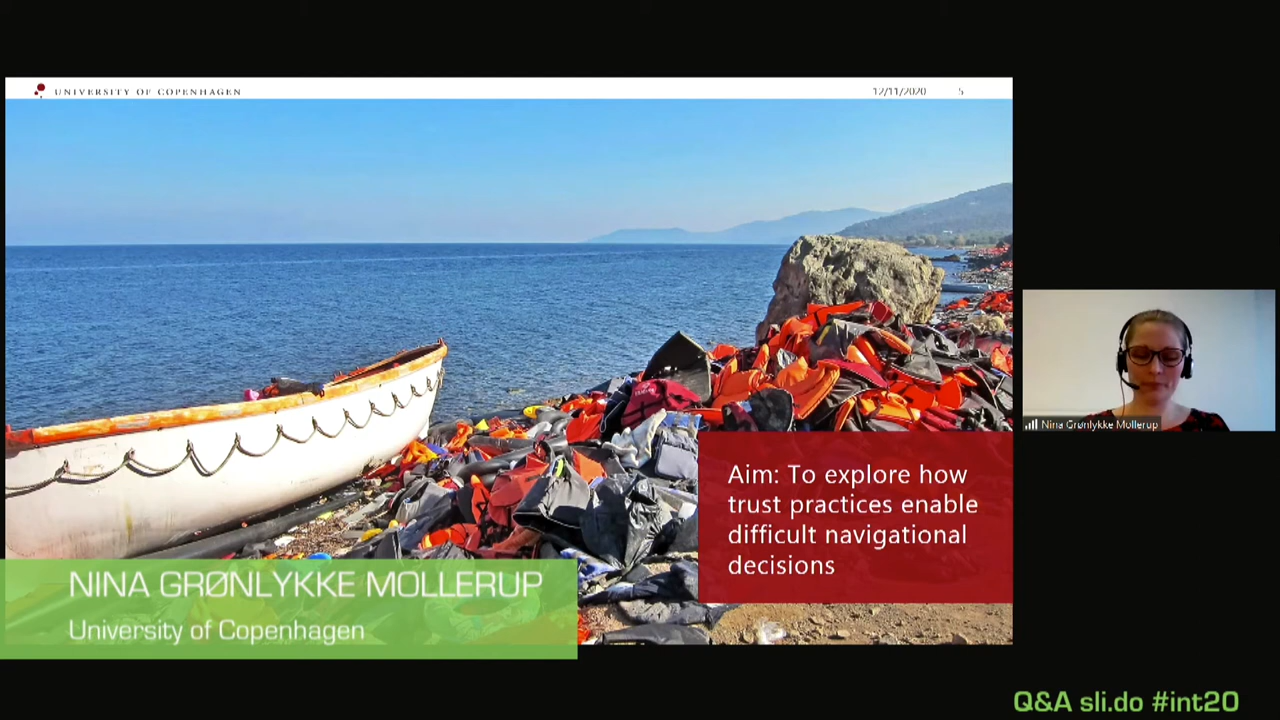 UNIVERSITY OF COPENHAGEN
12/11/2020 5
Aim: To explore how
trust practices enable
difficult navigational
decisions
Nina Grønlykke Mollerup
NINA GRØNLYKKE MOLLERUP
University of Copenhagen
Q&A sli.do #int20